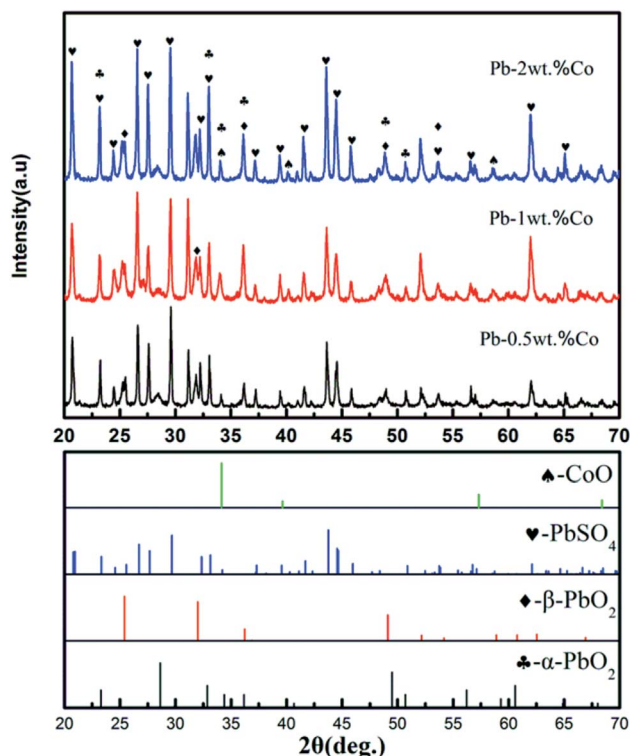 Pb-2wt.%Co
Pb-1wt.%Co
Pb-0.5wt.%Co
Intensity(a.u)
20 25 30 35 40 45 50 55 60 65 70
♠-CoO
♥-PbSO4
♦-β-PbO2
♣-α-PbO2
20 25 30 35 40 45 50 55 60 65 70
2θ(deg.)